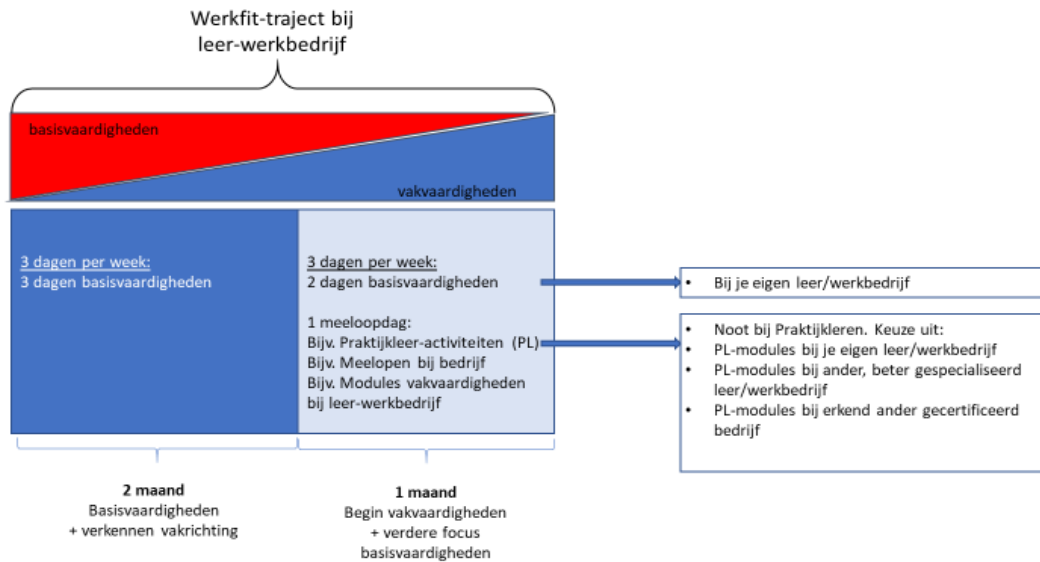 Werkfit-traject bij
leer-werkbedrijf
basisvaardigheden
vakvaardigheden
3 dagen per week:
3 dagen basisvaardigheden
3 dagen per week:
2 dagen basisvaardigheden
1 meeloopdag:
Bijv. Praktijkleer-activiteiten (PL)
Bijv. Meelopen bij bedrijf
Bijv. Modules vakvaardigheden
bij leer-werkbedrijf
• Bij je eigen leer/werkbedrijf
• Noot bij Praktijkleren. Keuze uit:
• PL-modules bij je eigen leer/werkbedrijf
• PL-modules bij ander, beter gespecialiseerd
leer/werkbedrijf
• PL-modules bij erkend ander gecertificeerd
bedrijf
2 maand
Basisvaardigheden
+ verkennen vakrichting
1 maand
Begin vakvaardigheden
+ verdere focus
basisvaardigheden